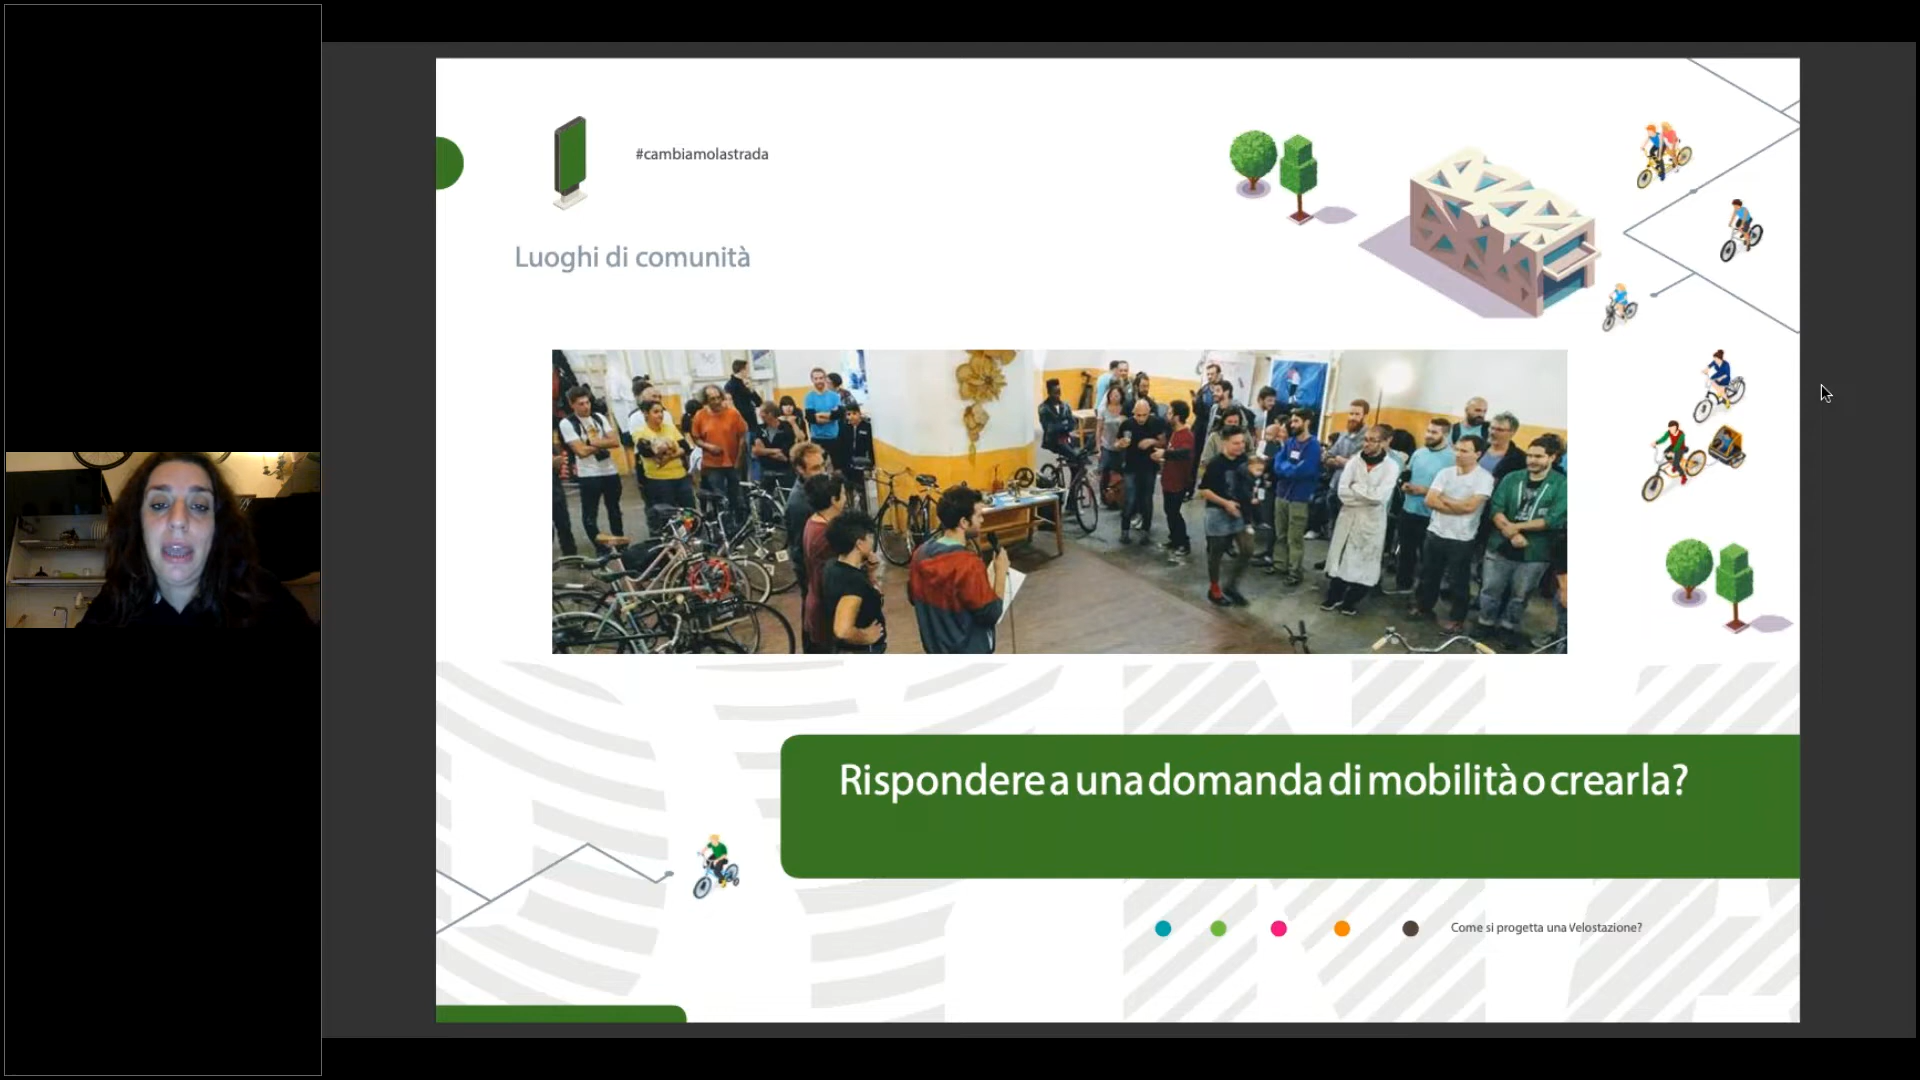 #cambiamolastrada
Luoghi di comunità
Rispondere a una domanda di mobilità o crearla?
Come si progetta una Velostazione?